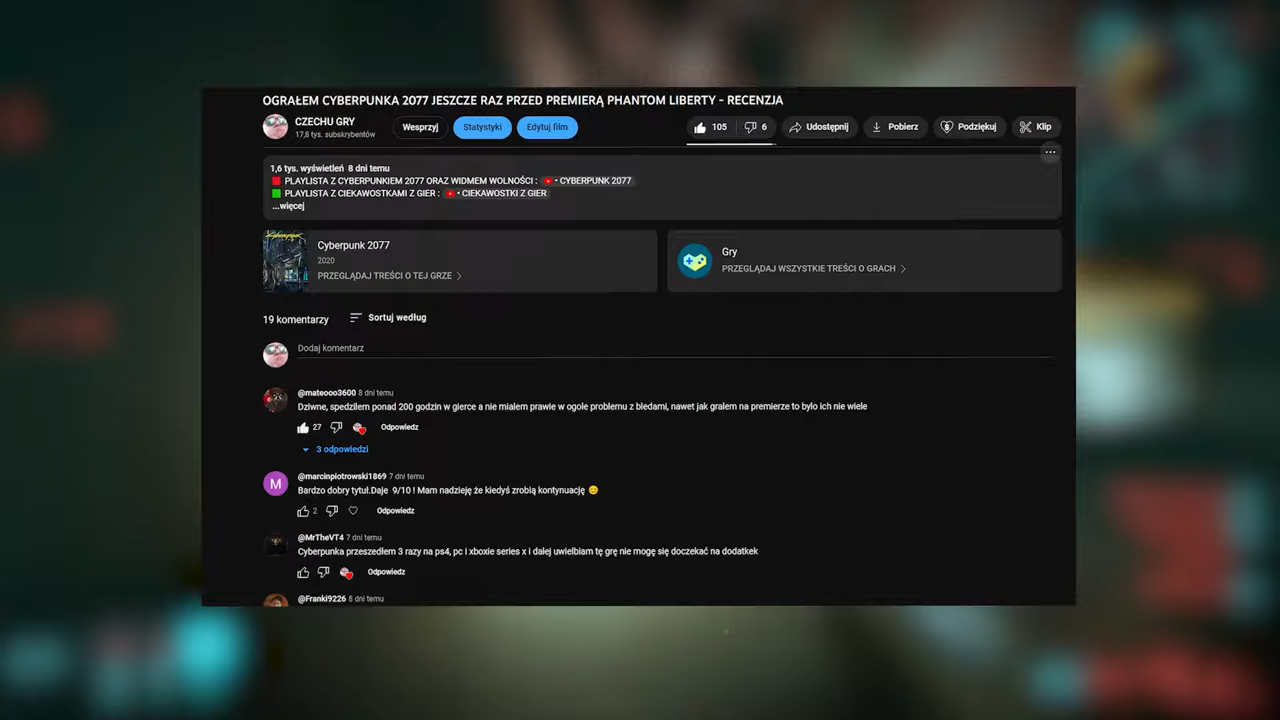 OGRAŁEM CYBERPUNKA 2077 JESZCZE RAZ PRZED PREMIERĄ PHANTOM LIBERTY - RECENZJA
CZECHU GRY
17,8 tys. subskrybentów
Wesprzyj
Statystyki
Edytuj film
105
6
Udostępnij
Pobierz
Podziękuj
Klip
1,6 tys. wyświetleń 8 dni temu
PLAYLISTA Z CYBERPUNKIEM 2077 ORAZ WIDMEM WOLNOŚCI : • CYBERPUNK 2077
PLAYLISTA Z CIEKAWOSTKAMI Z GIER : • CIEKAWOSTKI Z GIER
...więcej
Cyberpunk 2077
2020
PRZEGLĄDAJ TREŚCI O TEJ GRZE
Gry
PRZEGLĄDAJ WSZYSTKIE TREŚCI O GRACH
19 komentarzy
Sortuj według
Dodaj komentarz
@mateooo3600 8 dni temu
Dziwne, spedzilem ponad 200 godzin w gierce a nie mialem prawie w ogole problemu z bledami, nawet jak gralem na premierze to bylo ich nie wiele
27
Odpowiedz
3 odpowiedzi
M
@marcinpiotrowski1869 7 dni temu
Bardzo dobry tytuł.Daje 9/10 ! Mam nadzieję że kiedyś zrobią kontynuację 😊
2
Odpowiedz
@MrTheVT4 7 dni temu
Cyberpunka przeszedłem 3 razy na ps4, pc i xboxie series x i dalej uwielbiam tę grę nie mogę się doczekać na dodatkek
Odpowiedz
@Franki9226 8 dni temu